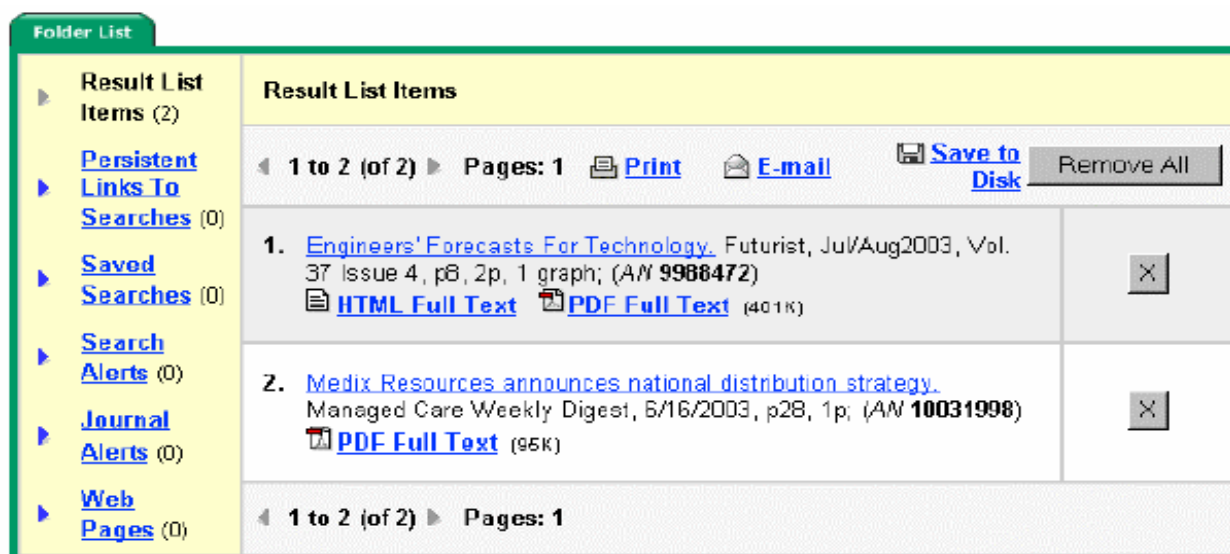 Folder List
Result List
Items (2)
Persistent
Links To
Searches (0)
Saved
Searches (0)
Search
Alerts (0)
Journal
Alerts (0)
Web
Pages (0)
Result List Items
1 to 2 (of 2) Pages: 1 Print E-mail Save to
Disk
Remove All
1. Engineers' Forecasts For Technology. Futurist, Jul/Aug2003, Vol.
37 Issue 4, p8, 2p, 1 graph; (AN 9988472)
HTML Full Text PDF Full Text (401K)
X
2. Medix Resources announces national distribution strategy.
Managed Care Weekly Digest, 6/16/2003, p28, 1p; (AN 10031998)
PDF Full Text (95K)
X
1 to 2 (of 2) Pages: 1